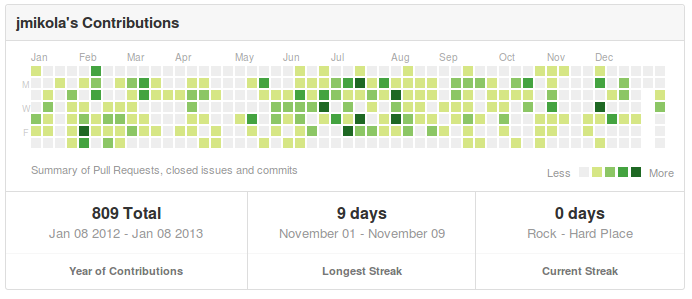 jmikola's Contributions
Jan Feb Mar Apr May Jun Jul Aug Sep Oct Nov Dec
M
W
F
Summary of Pull Requests, closed issues and commits
Less More
809 Total
Jan 08 2012 - Jan 08 2013
Year of Contributions
9 days
November 01 - November 09
Longest Streak
0 days
Rock - Hard Place
Current Streak